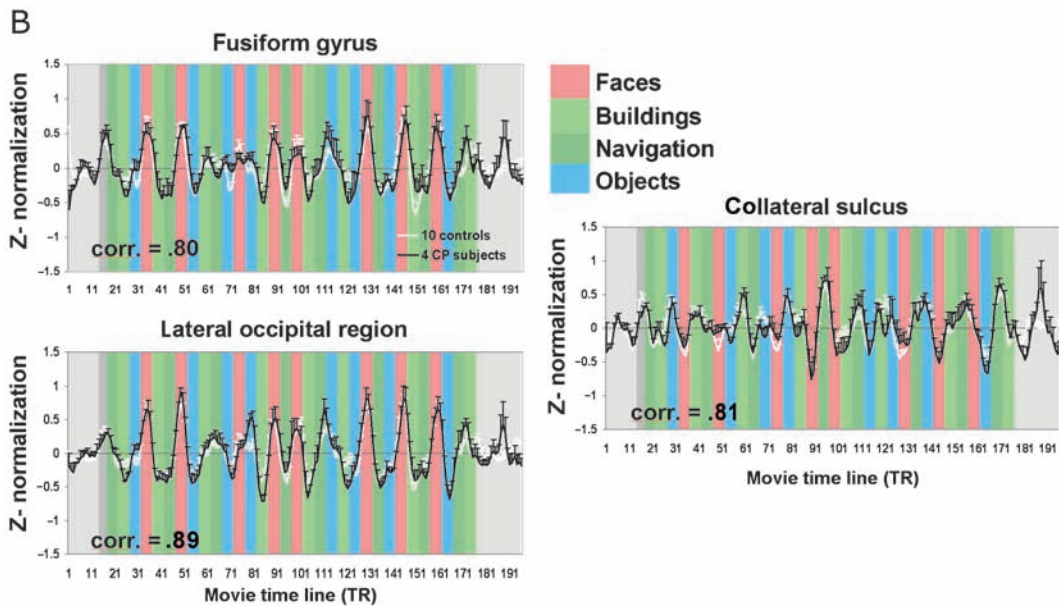 B
Fusiform gyrus
Z- normalization
1.5
1
0.5
0
–0.5
–1
–1.5
corr. = .80
10 controls
4 CP subjects
1 11 21 31 41 51 61 71 81 91 101 111 121 131 141 151 161 171 181 191
Faces
Buildings
Navigation
Objects
Lateral occipital region
Z- normalization
1.5
1
0.5
0
–0.5
–1
–1.5
corr. = .89
1 11 21 31 41 51 61 71 81 91 101 111 121 131 141 151 161 171 181 191
Movie time line (TR)
Collateral sulcus
Z- normalization
1.5
1
0.5
0
–0.5
–1
–1.5
corr. = .81
1 11 21 31 41 51 61 71 81 91 101 111 121 131 141 151 161 171 181 191
Movie time line (TR)